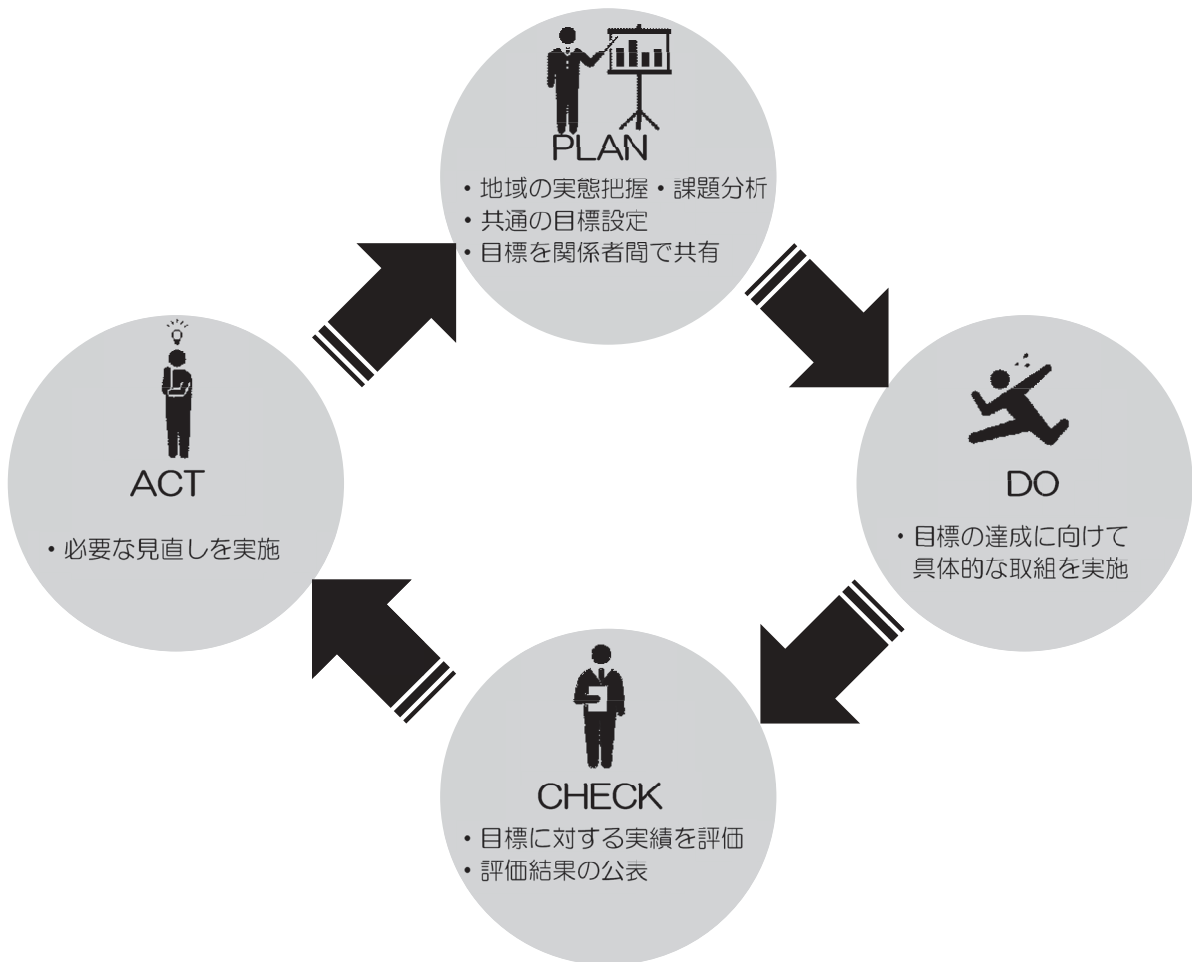 PLAN
・地域の実態把握・課題分析
・共通の目標設定
・目標を関係者間で共有
DO
・目標の達成に向けて
具体的な取組を実施
CHECK
・目標に対する実績を評価
・評価結果の公表
ACT
・必要な見直しを実施